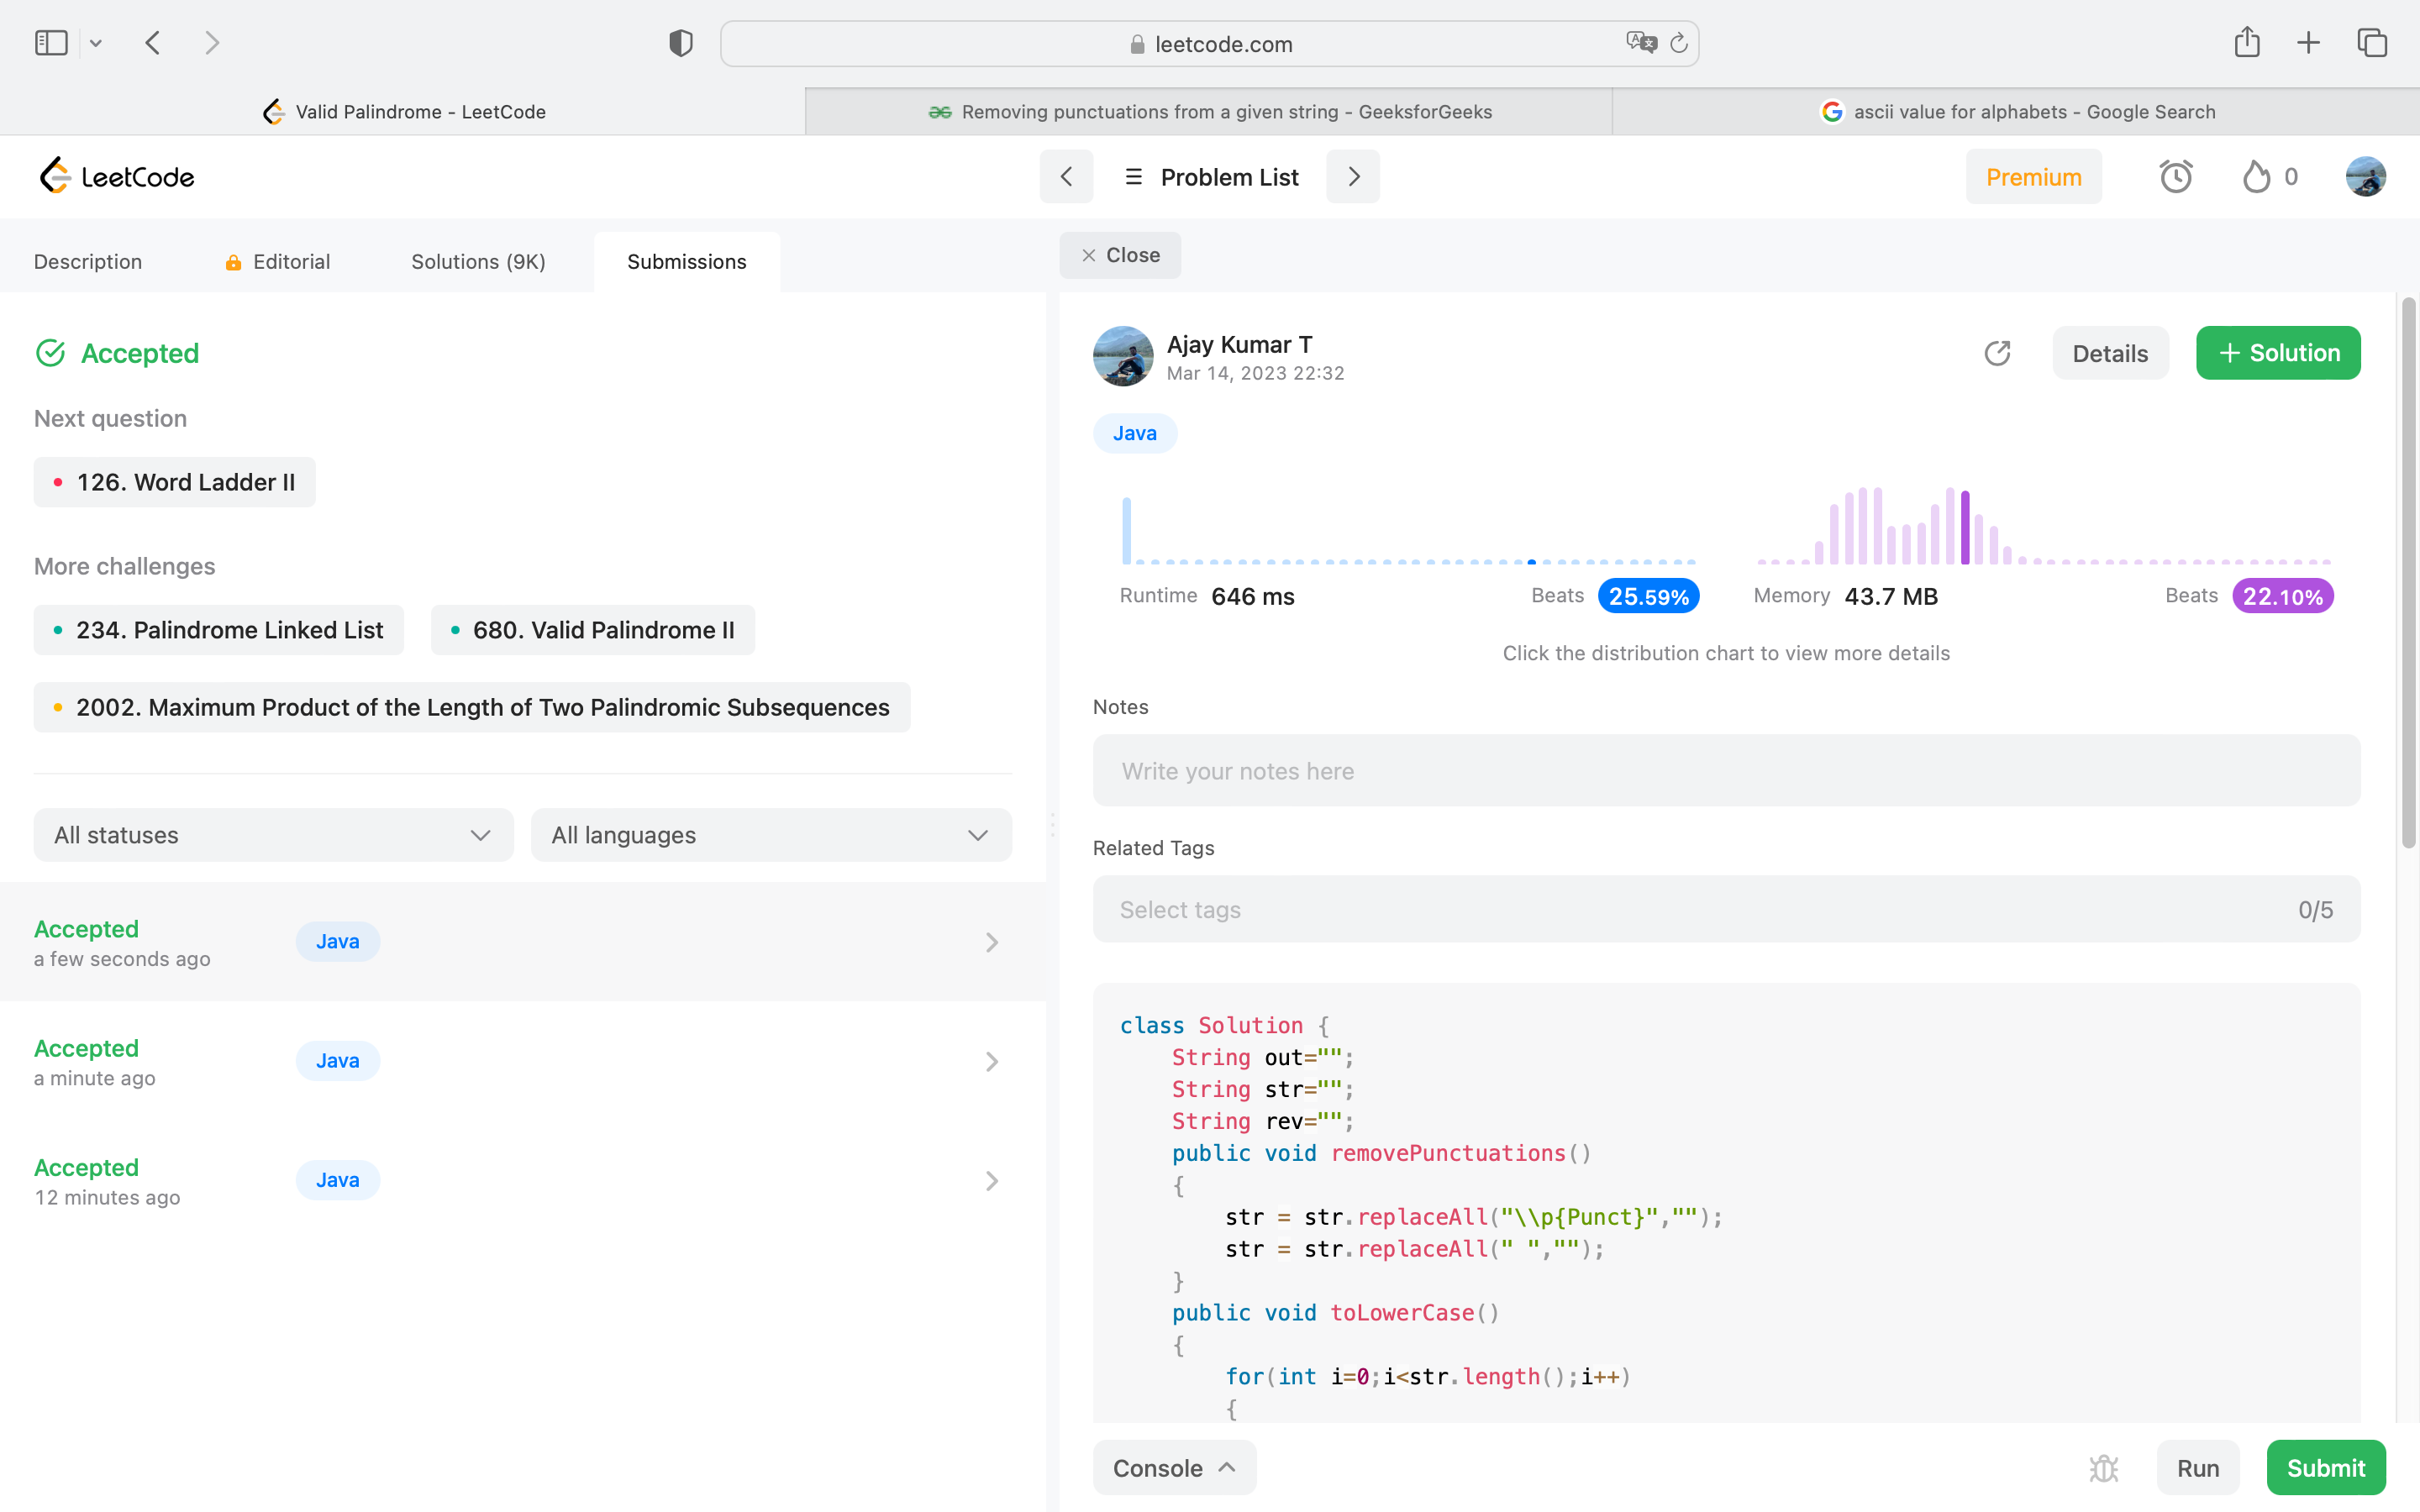 leetcode.com
Valid Palindrome - LeetCode
Removing punctuations from a given string - GeeksforGeeks
ascii value for alphabets - Google Search
LeetCode
Problem List
Premium
0
Description
Editorial
Solutions (9K)
Submissions
Close
Accepted
Next question
126. Word Ladder II
More challenges
234. Palindrome Linked List
680. Valid Palindrome II
2002. Maximum Product of the Length of Two Palindromic Subsequences
All statuses
All languages
Accepted
a few seconds ago
Java
Accepted
a minute ago
Java
Accepted
12 minutes ago
Java
Ajay Kumar T
Mar 14, 2023 22:32
Details
+ Solution
Java
Runtime 646 ms
Beats 25.59%
Memory 43.7 MB
Beats 22.10%
Click the distribution chart to view more details
Notes
Write your notes here
Related Tags
Select tags
0/5
class Solution {
    String out="";
    String str="";
    String rev="";
    public void removePunctuations()
    {
        str = str.replaceAll("\\p{Punct}","");
        str = str.replaceAll(" ","");
    }
    public void toLowerCase()
    {
        for(int i=0;i<str.length();i++)
        {
Console
Run
Submit